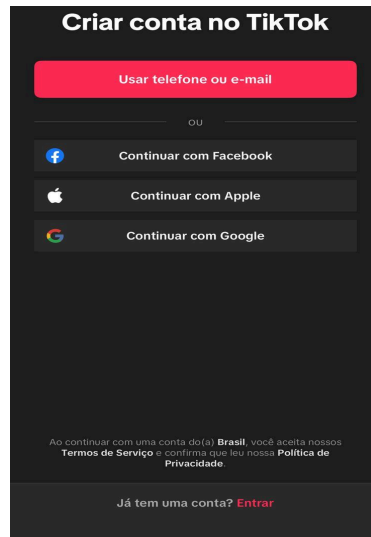 Criar conta no TikTok
Usar telefone ou e-mail
OU
Continuar com Facebook
Continuar com Apple
Continuar com Google
Ao continuar com uma conta do(a) Brasil, você aceita nossos
Termos de Serviço e confirma que leu nossa Política de
Privacidade.
Já tem uma conta? Entrar